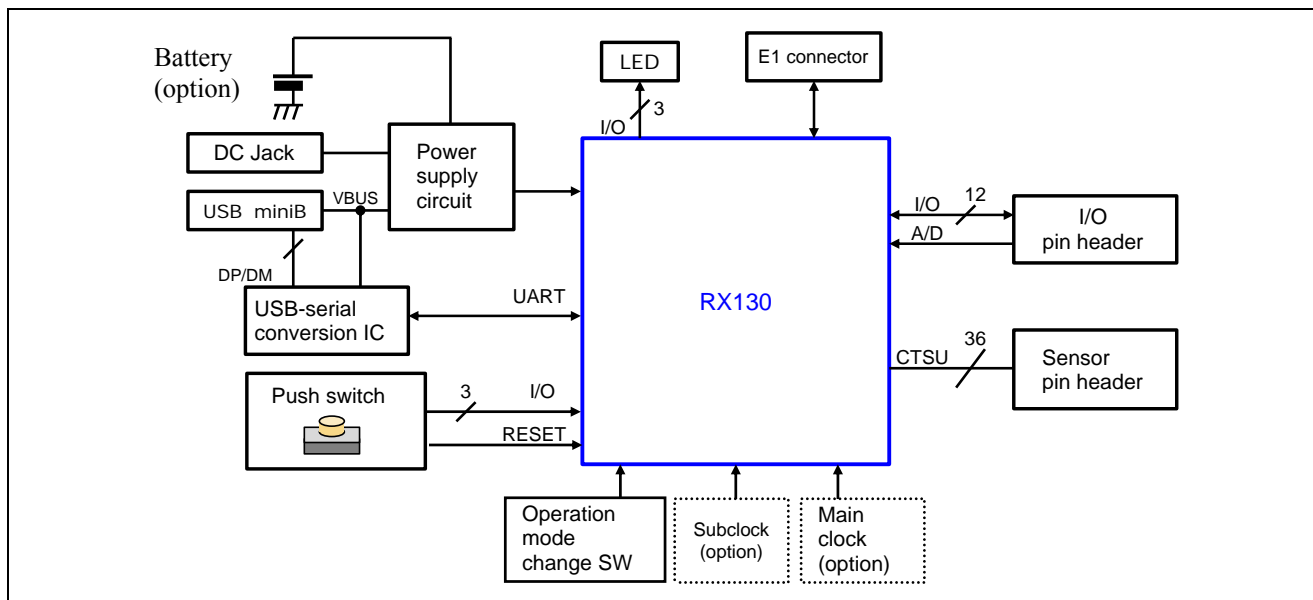 Battery
(option)
LED
E1 connector
3
I/O
DC Jack
Power
supply
circuit
USB miniB
VBUS
DP/DM
USB-serial
conversion IC
UART
RX130
I/O
12
A/D
I/O
pin header
CTSU
36
Sensor
pin header
Push switch
3
I/O
RESET
Operation
mode
change SW
Subclock
(option)
Main
clock
(option)